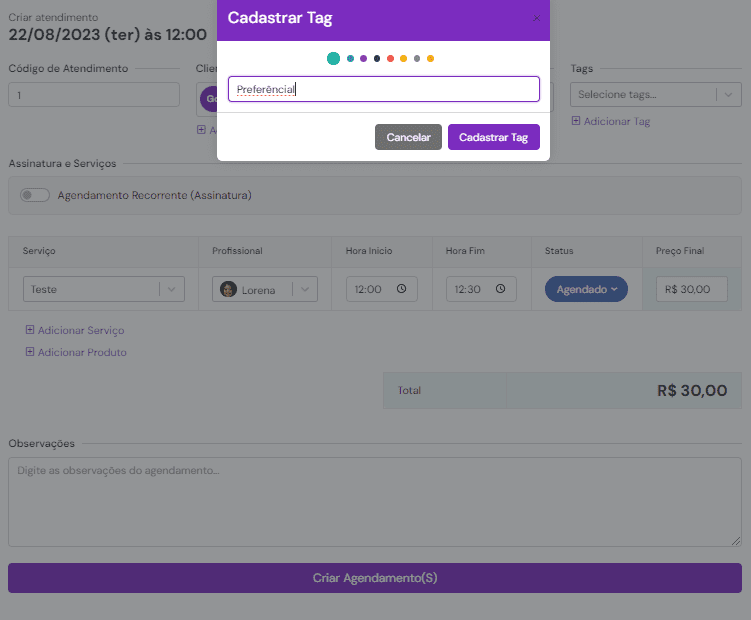 Criar atendimento
22/08/2023 (ter) às 12:00
Cadastrar Tag
×
Preferêncial
Cancelar
Cadastrar Tag
Código de Atendimento
1
Tags
Selecione tags...
Adicionar Tag
Assinatura e Serviços
Agendamento Recorrente (Assinatura)
Serviço
Profissional
Hora Inicio
Hora Fim
Status
Preço Final
Teste
Lorena
12:00
12:30
Agendado
R$ 30,00
Adicionar Serviço
Adicionar Produto
Total
R$ 30,00
Observações
Digite as observações do agendamento...
Criar Agendamento(S)